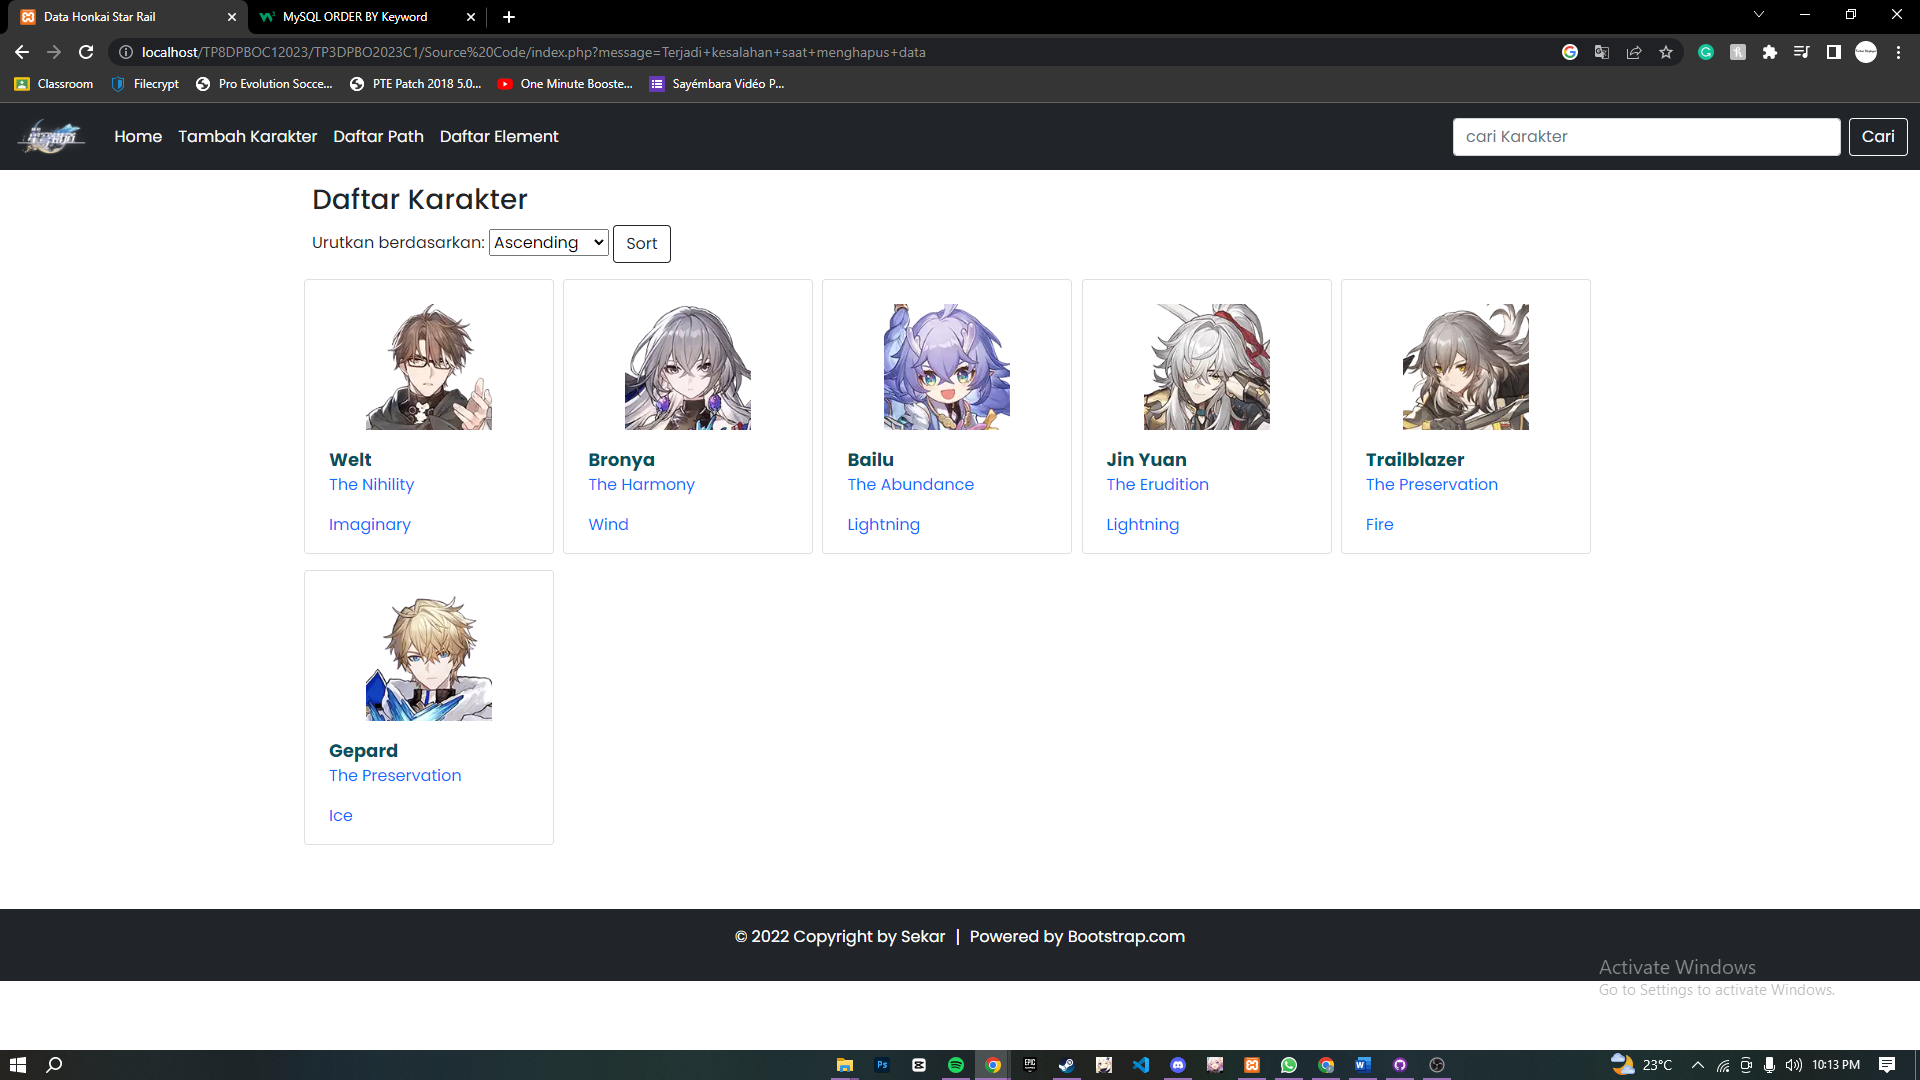 Data Honkai Star Rail
MySQL ORDER BY Keyword
localhost/TP8DPBOC12023/TP3DPBO2023C1/Source%20Code/index.php?message=Terjadi+kesalahan+saat+menghapus+data
Classroom
Filecrypt
Pro Evolution Socce...
PTE Patch 2018 5.0...
One Minute Booste...
Sayémbara Vidéo P...
Home
Tambah Karakter
Daftar Path
Daftar Element
cari Karakter
Cari
Daftar Karakter
Urutkan berdasarkan: Ascending Sort
Welt
The Nihility
Imaginary
Bronya
The Harmony
Wind
Bailu
The Abundance
Lightning
Jin Yuan
The Erudition
Lightning
Trailblazer
The Preservation
Fire
Gepard
The Preservation
Ice
© 2022 Copyright by Sekar | Powered by Bootstrap.com
Activate Windows
Go to Settings to activate Windows.
Ps
EPIC
23°C
10:13 PM